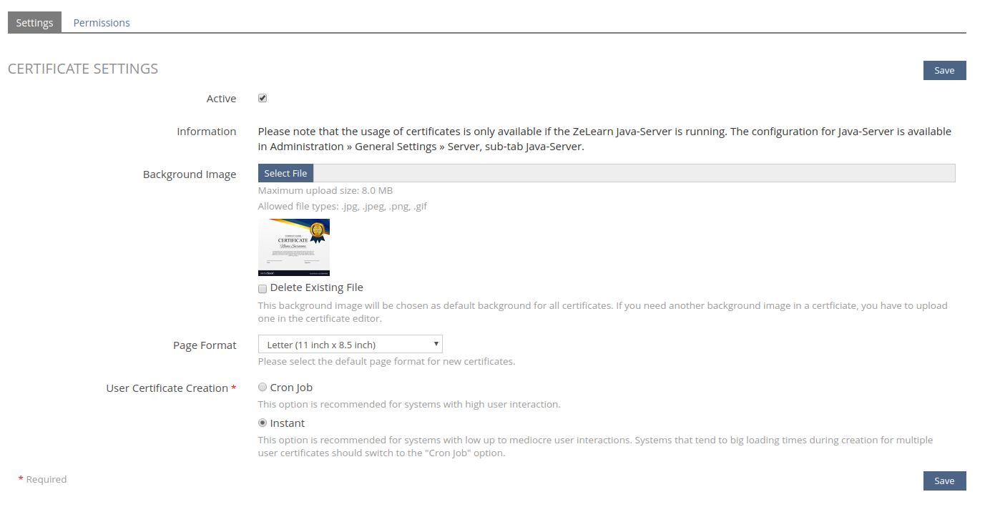 Settings
Permissions
CERTIFICATE SETTINGS
Save
Active
Information
Please note that the usage of certificates is only available if the ZeLearn Java-Server is running. The configuration for Java-Server is available
in Administration » General Settings » Server, sub-tab Java-Server.
Background Image
Select File
Maximum upload size: 8.0 MB
Allowed file types: .jpg, .jpeg, .png, .gif
CERTIFICATE
Name Surname
Delete Existing File
This background image will be chosen as default background for all certificates. If you need another background image in a certficiate, you have to upload
one in the certificate editor.
Page Format
Letter (11 inch x 8.5 inch)
Please select the default page format for new certificates.
User Certificate Creation *
Cron Job
This option is recommended for systems with high user interaction.
Instant
This option is recommended for systems with low up to mediocre user interactions. Systems that tend to big loading times during creation for multiple
user certificates should switch to the "Cron Job" option.
* Required
Save